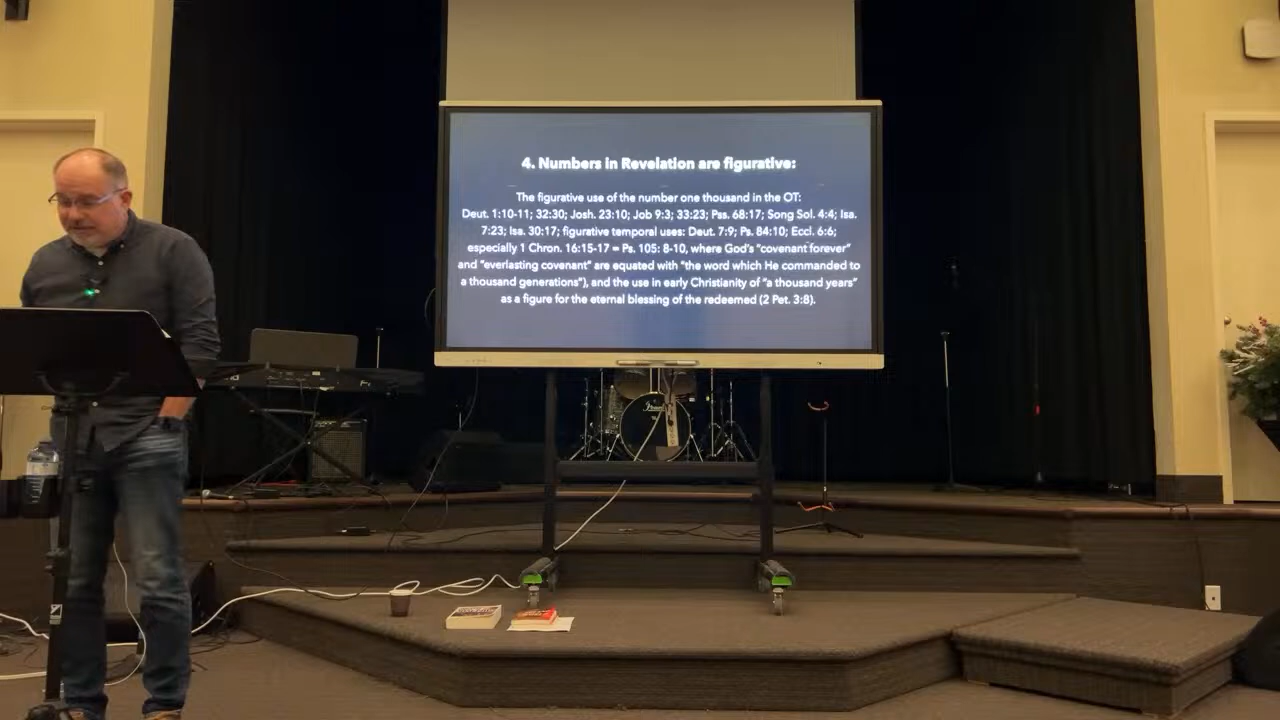 4. Numbers in Revelation are figurative:
The figurative use of the number one thousand in the OT:
Deut. 1:10-11; 32:30; Josh. 23:10; Job 9:3; 33:23; Pss. 68:17; Song Sol. 4:4; Isa.
7:23; Isa. 30:17; figurative temporal uses: Deut. 7:9; Ps. 84:10; Eccl. 6:6;
especially 1 Chron. 16:15-17 = Ps. 105: 8-10, where God's "covenant forever"
and "everlasting covenant" are equated with "the word which He commanded to
a thousand generations"), and the use in early Christianity of "a thousand years"
as a figure for the eternal blessing of the redeemed (2 Pet. 3:8).